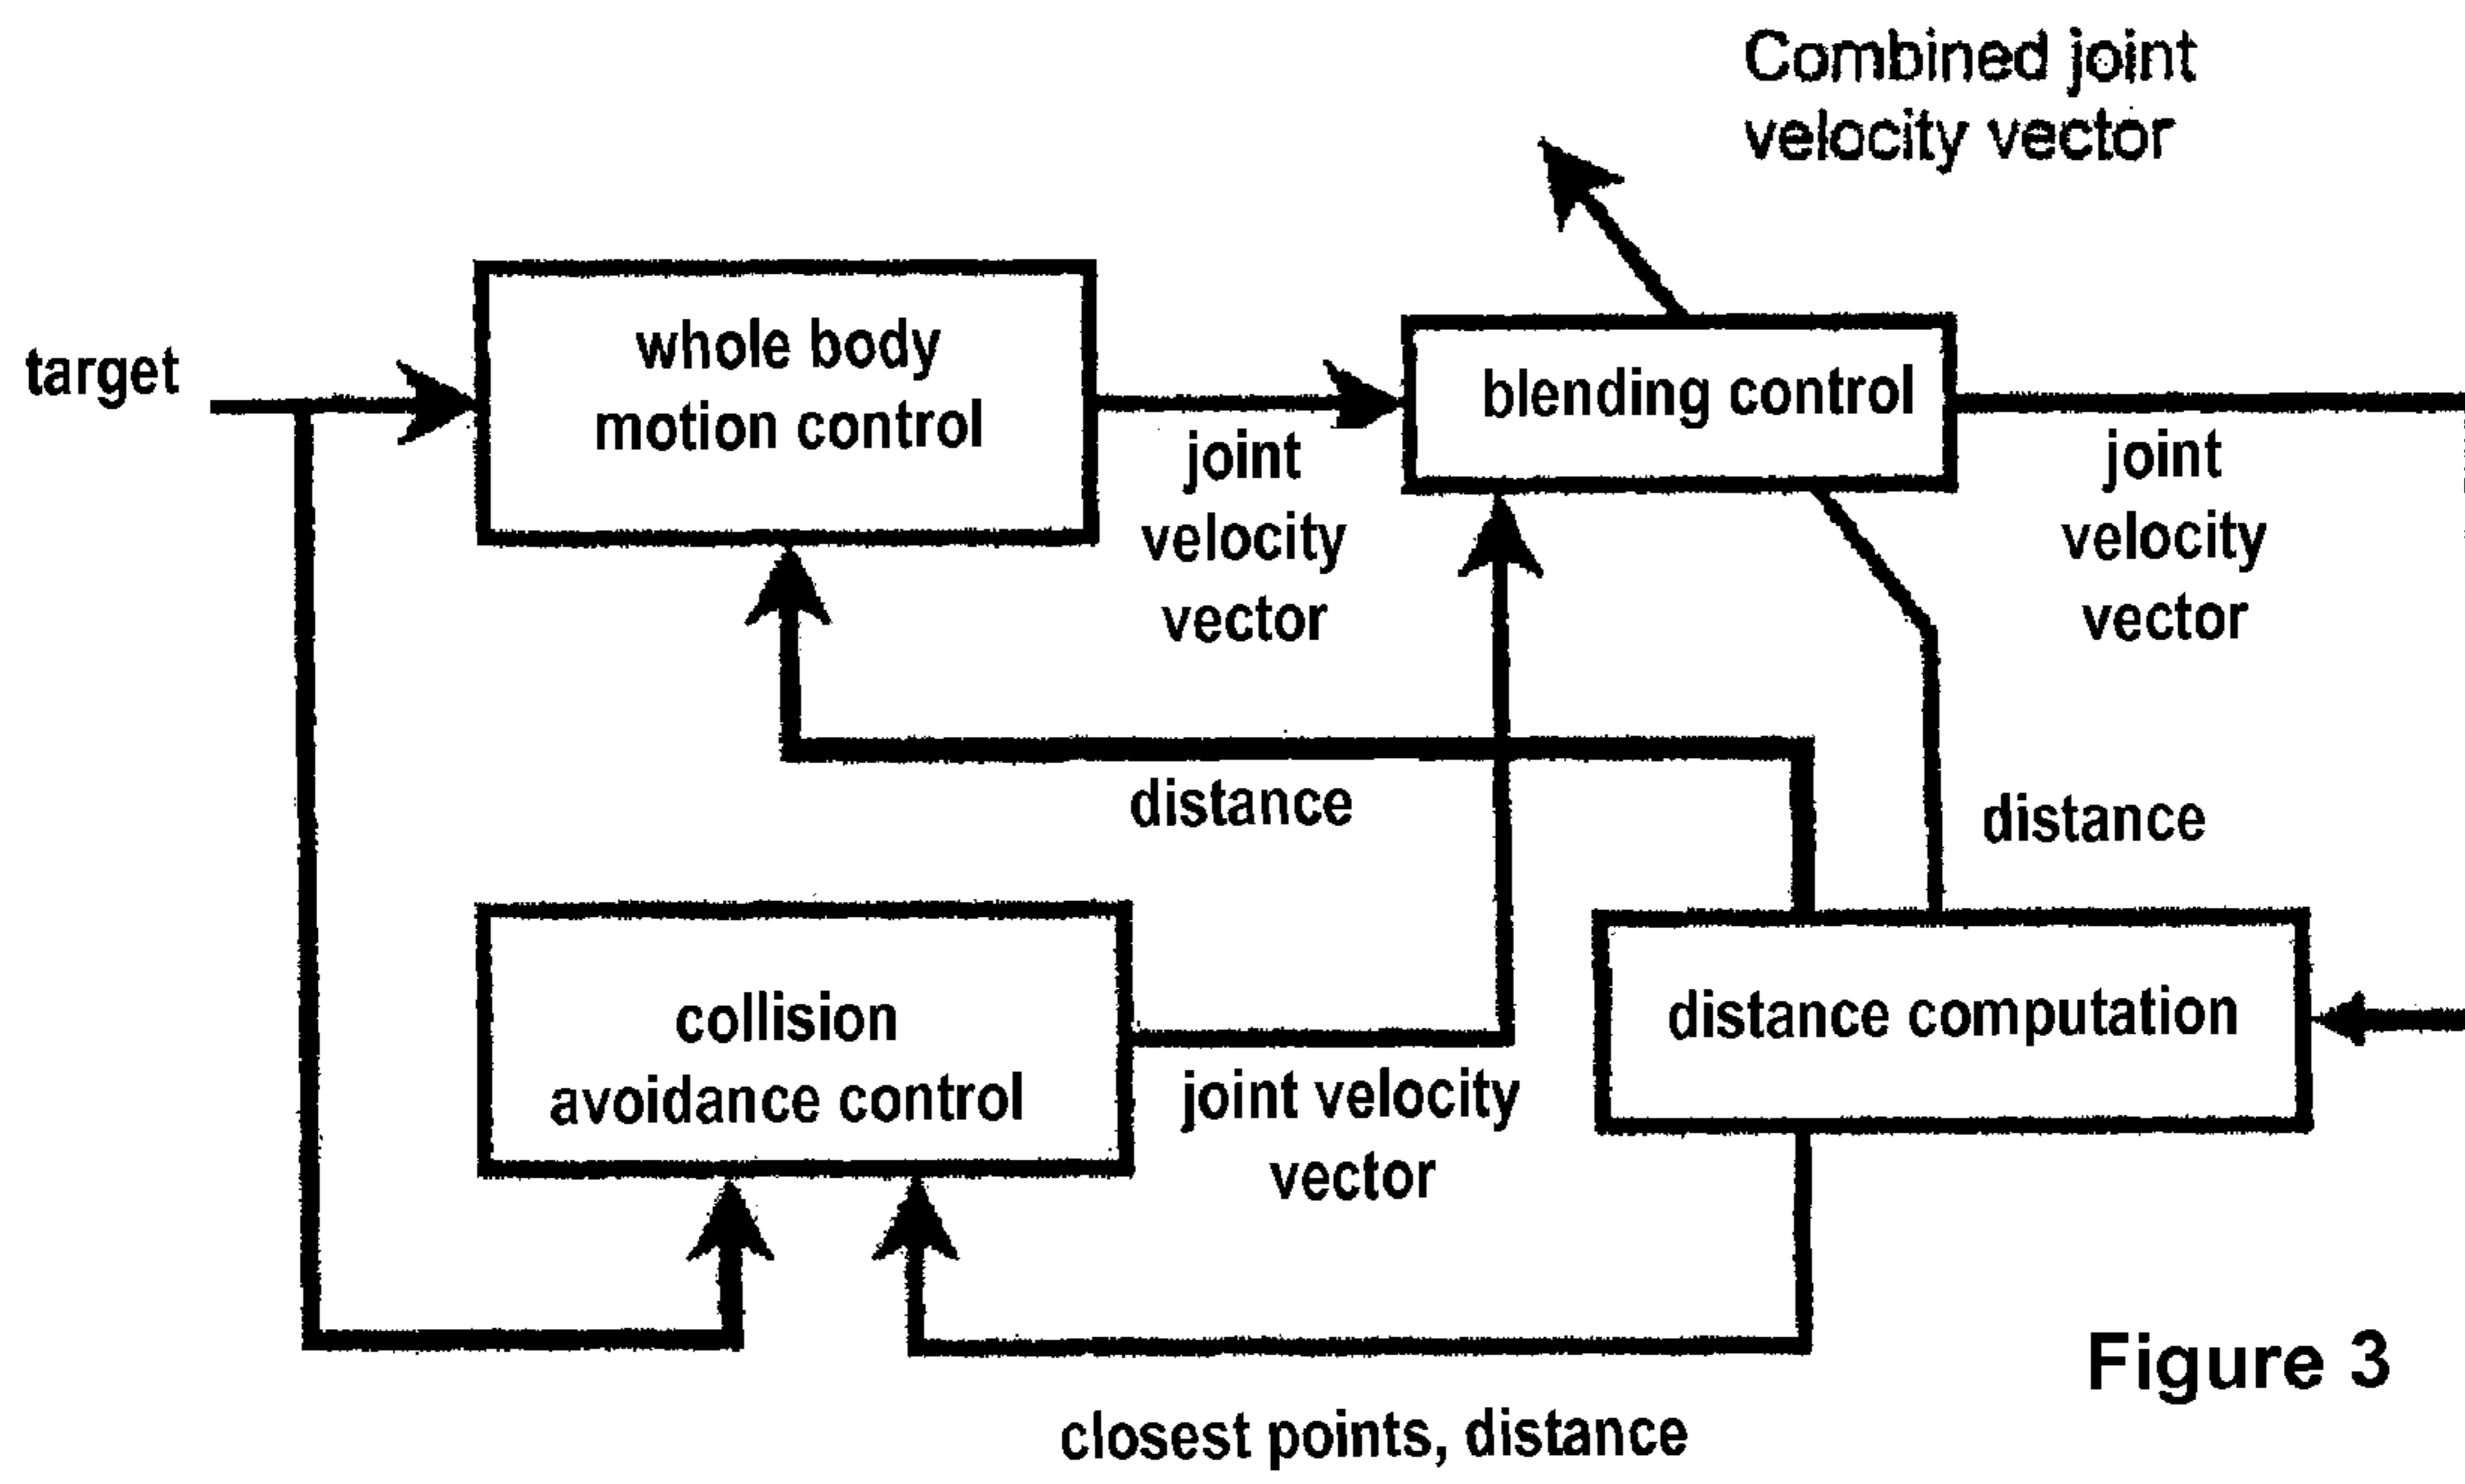 Combined joint
velocity vector
target
whole body
motion control
joint
velocity
vector
blending control
joint
velocity
vector
distance
distance
collision
avoidance control
joint velocity
vector
distance computation
closest points, distance
Figure 3